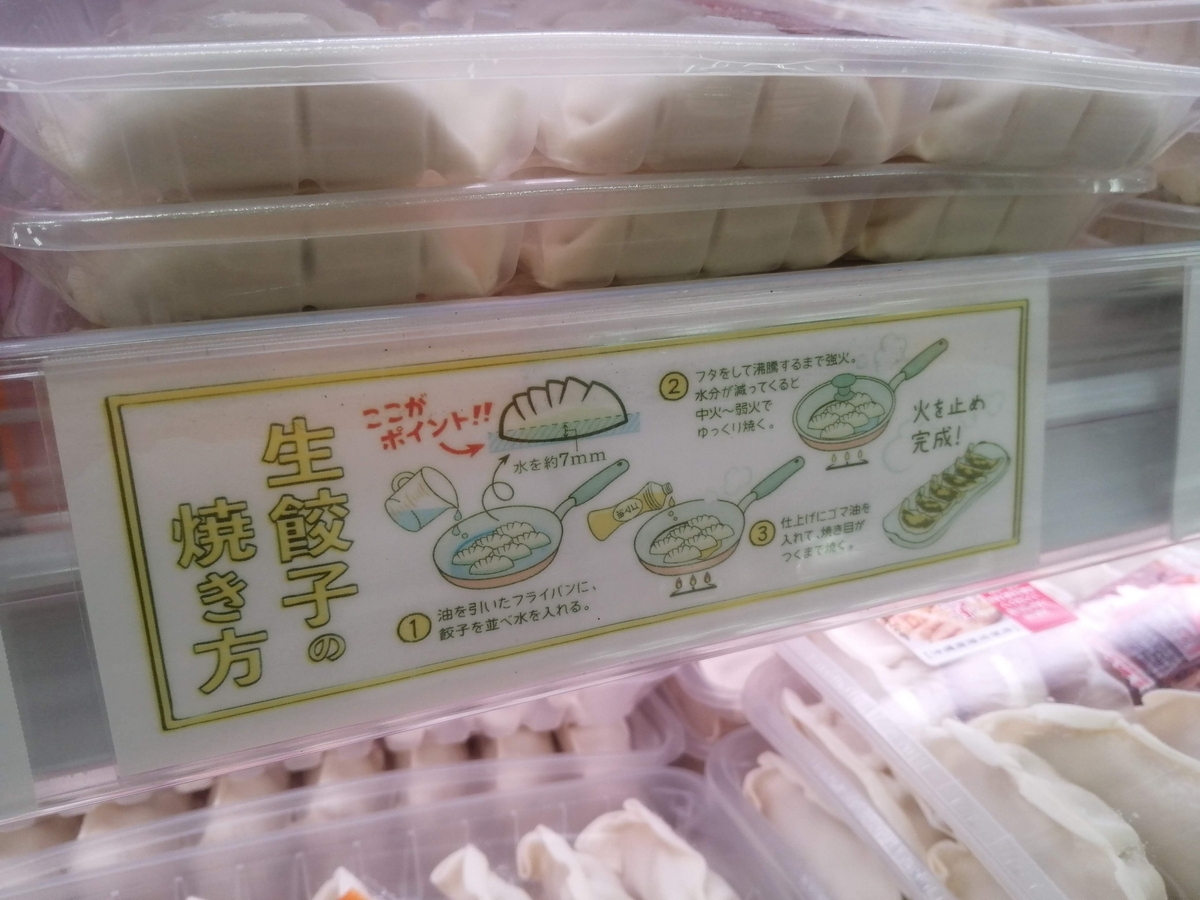 生餃子の
焼き方
ここが
ポイント!!
水を約7mm
① 油を引いたフライパンに、
餃子を並べ水を入れる。
② フタをして沸騰するまで強火。
水分が減ってくると
中火〜弱火で
ゆっくり焼く。
ゴマ油
③ 仕上げにゴマ油を
入れて、焼き目が
つくまで焼く。
火を止め
完成!